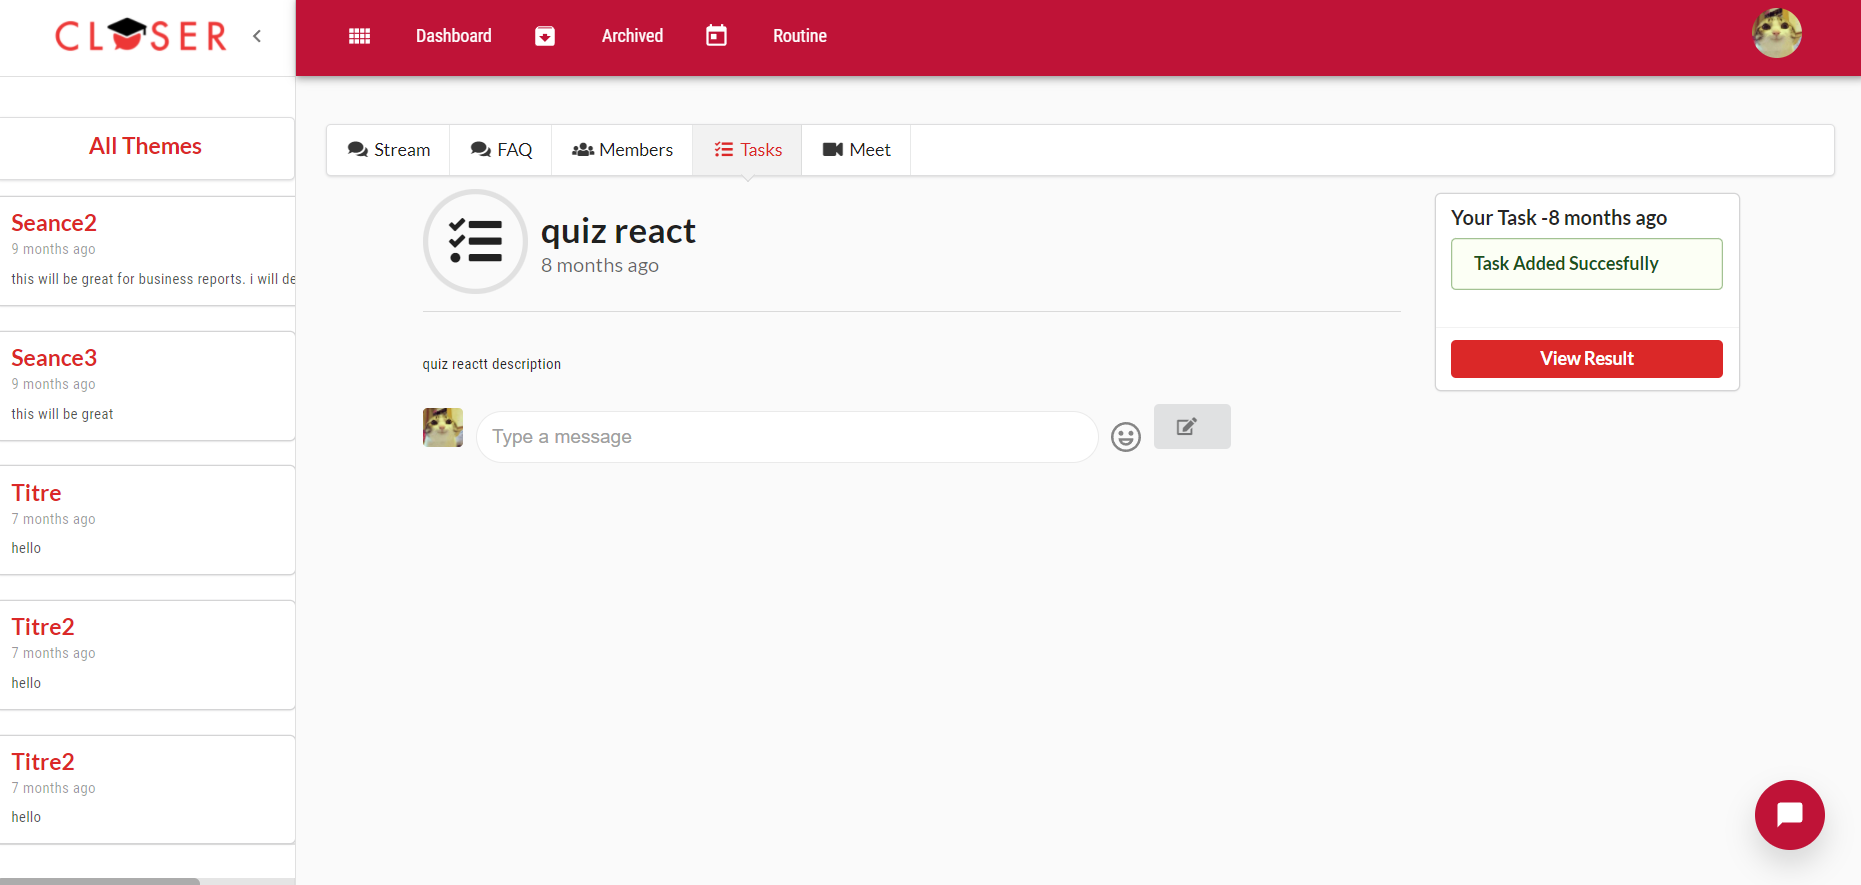 CLOSER
Dashboard
Archived
Routine
All Themes
Seance2
9 months ago
this will be great for business reports. i will de
Seance3
9 months ago
this will be great
Titre
7 months ago
hello
Titre2
7 months ago
hello
Titre2
7 months ago
hello
Stream
FAQ
Members
Tasks
Meet
quiz react
8 months ago
quiz reactt description
Type a message
Your Task -8 months ago
Task Added Succesfully
View Result